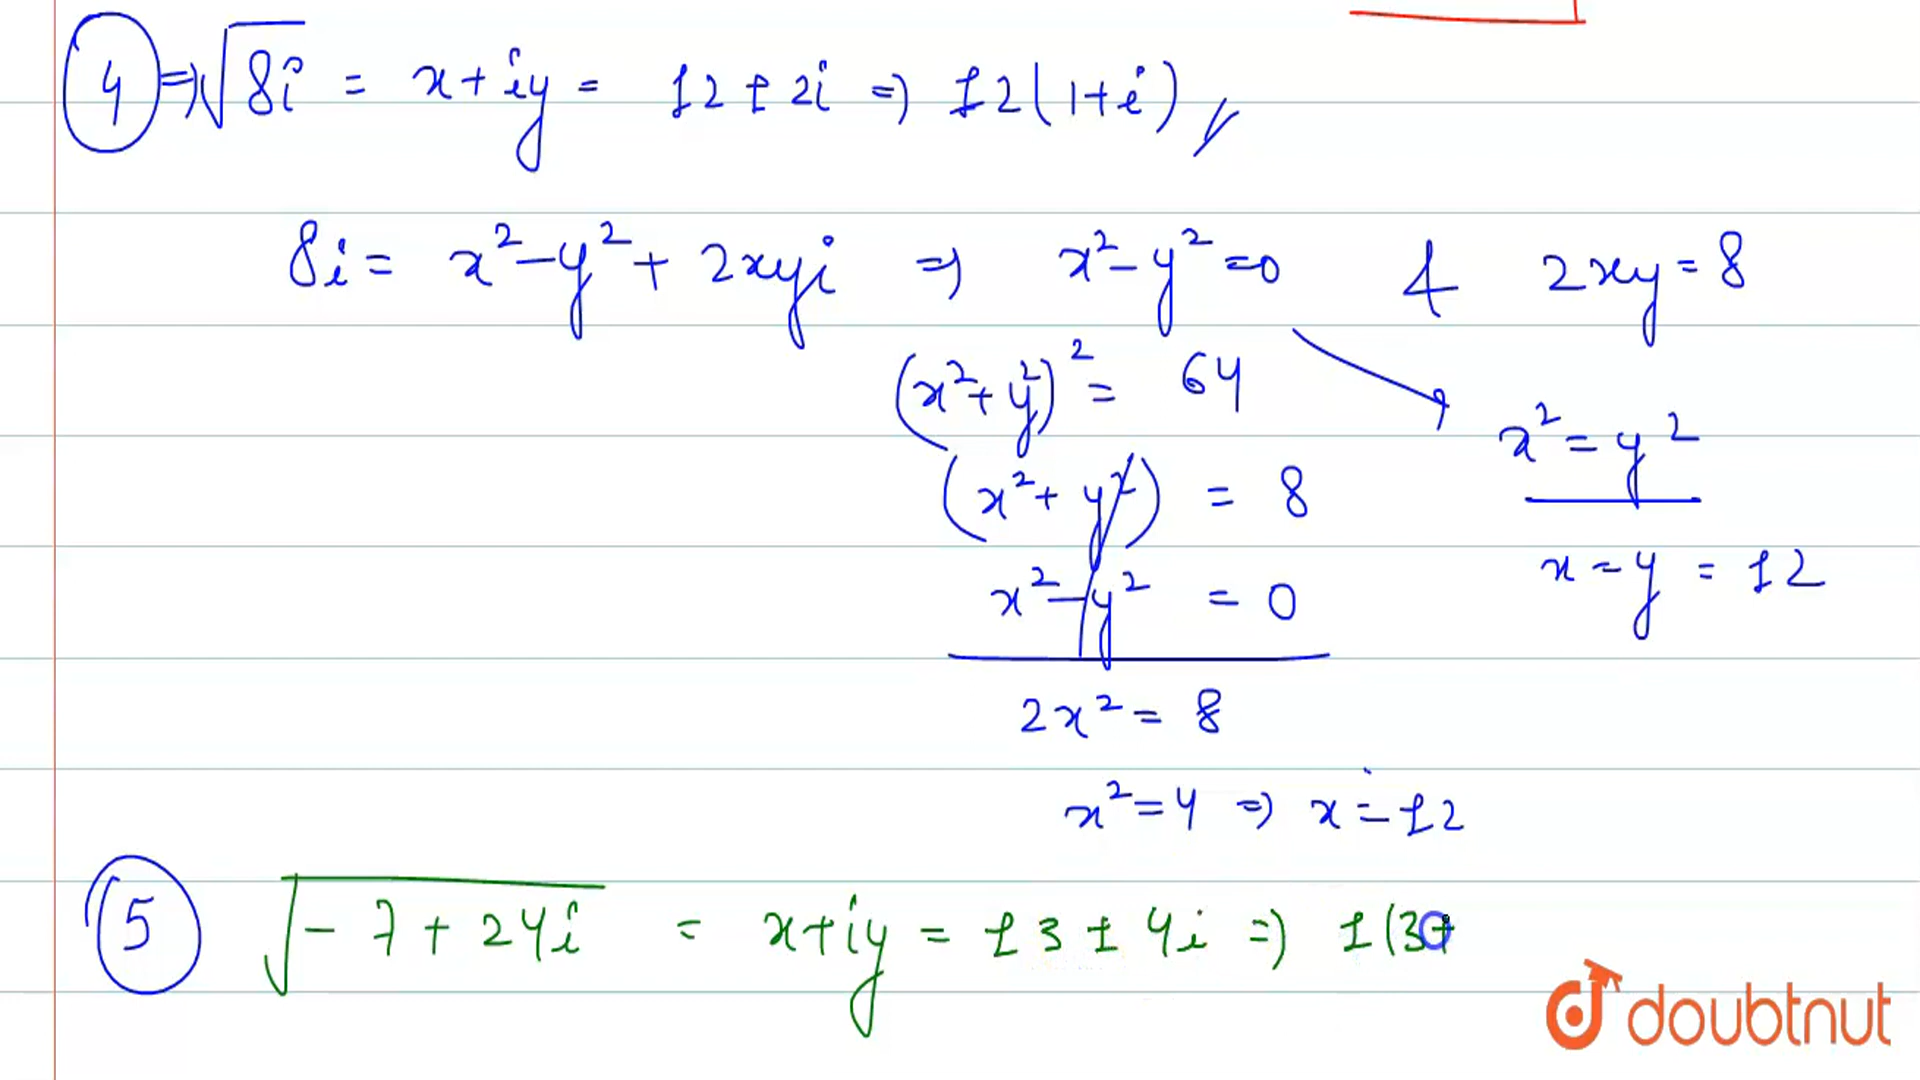 4 ⇒ √8i = x+iy = ±2 ± 2i ⇒ ±2(1+i)
8i = x²-y²+2xyi ⇒ x²-y²=0 & 2xy=8
(x²+y²)² = 64
x² = y²
(x²+y²) = 8
x²-y² = 0
x=y = ±2
2x² = 8
x²=4 ⇒ x=±2
5 √-7+24i = x+iy = ±3 ± 4i ⇒ ±(3+
doubtnut